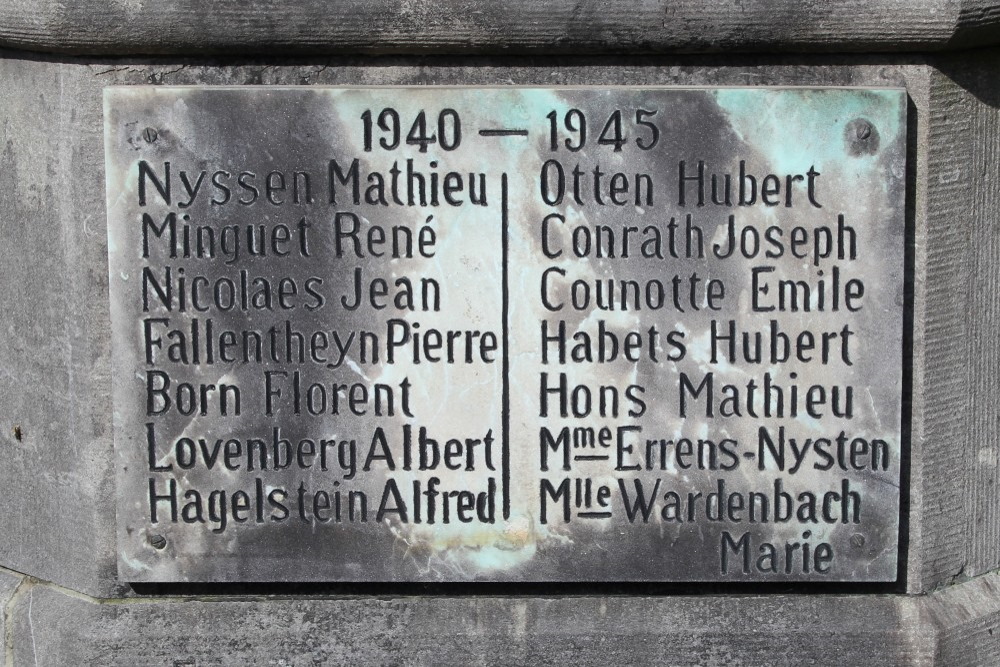 1940 — 1945
Nyssen Mathieu
Minguet René
Nicolaes Jean
Fallentheyn Pierre
Born Florent
Lovenberg Albert
Hagelstein Alfred
Otten Hubert
Conrath Joseph
Counotte Emile
Habets Hubert
Hons Mathieu
Mme Errens-Nysten
Mlle Wardenbach
Marie